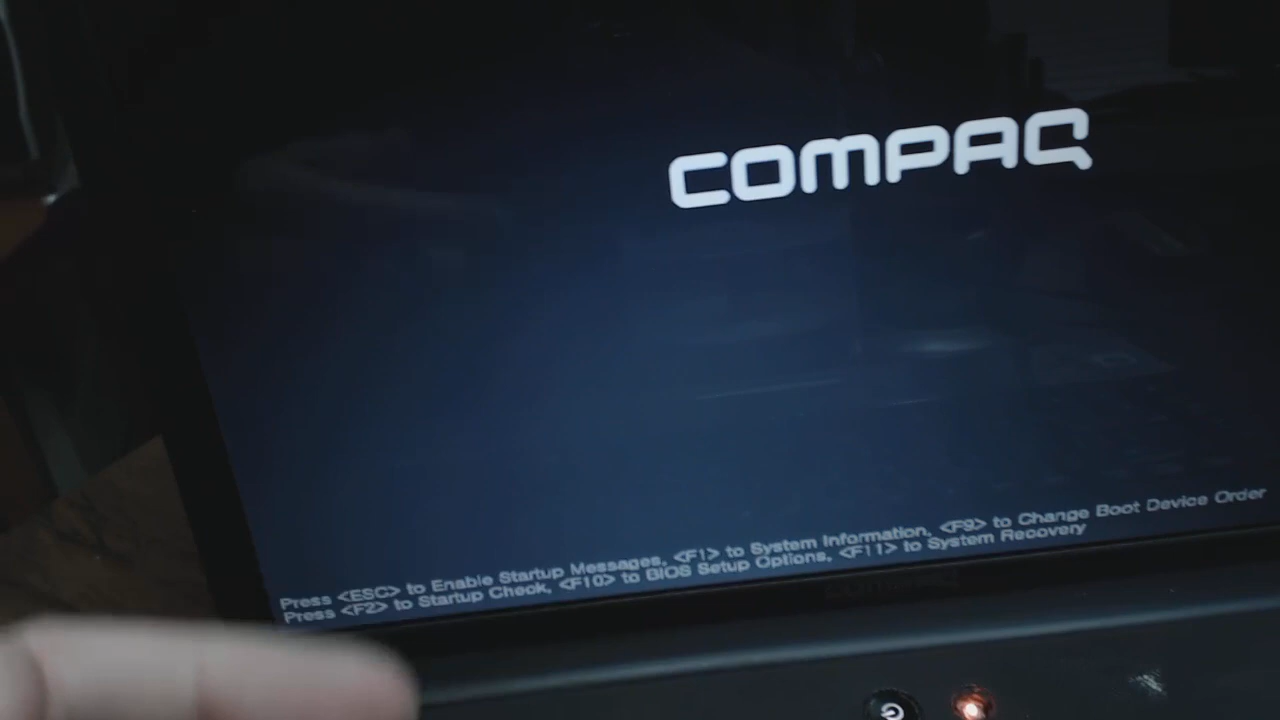 COMPAQ
Press <ESC> to Enable Startup Messages, <F1> to System Information, <F9> to Change Boot Device Order
Press <F2> to Startup Check, <F10> to BIOS Setup Options, <F11> to System Recovery